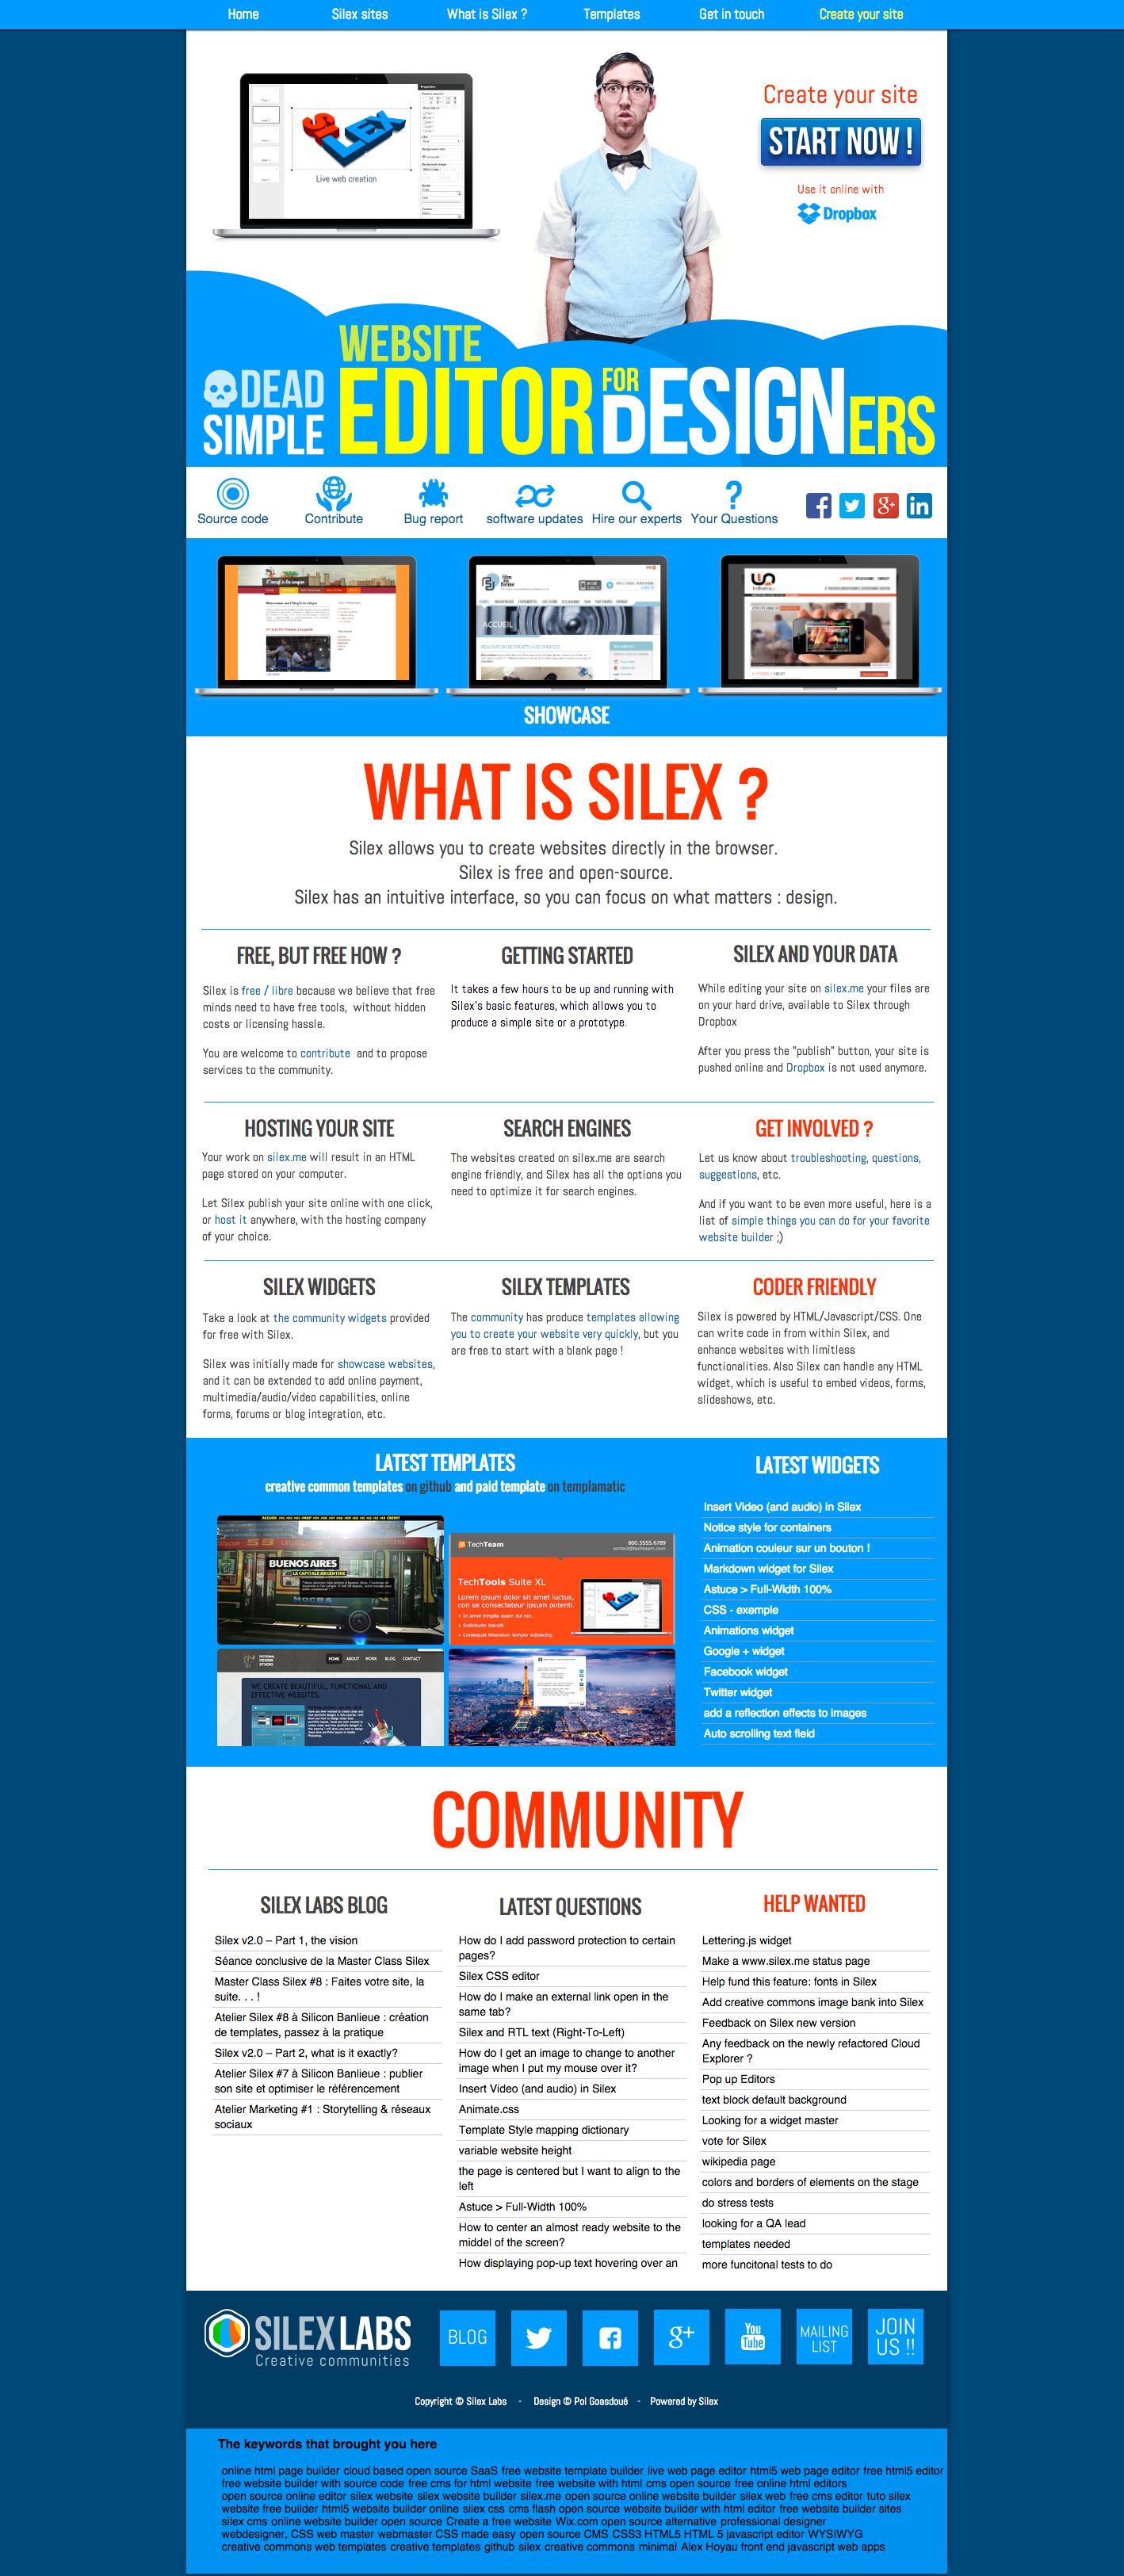 Home Silex sites What is Silex ? Templates Get in touch Create your site
SILEX
Live web creation
Create your site
START NOW !
Use it online with
Dropbox
WEBSITE
DEAD SIMPLE EDITOR FOR DESIGNERS
Source code Contribute Bug report software updates Hire our experts Your Questions
SHOWCASE
WHAT IS SILEX ?
Silex allows you to create websites directly in the browser.
Silex is free and open-source.
Silex has an intuitive interface, so you can focus on what matters : design.
FREE, BUT FREE HOW ?
Silex is free / libre because we believe that free
minds need to have free tools, without hidden
costs or licensing hassle.
You are welcome to contribute and to propose
services to the community.
GETTING STARTED
It takes a few hours to be up and running with
Silex's basic features, which allows you to
produce a simple site or a prototype.
SILEX AND YOUR DATA
While editing your site on silex.me your files are
on your hard drive, available to Silex through
Dropbox
After you press the "publish" button, your site is
pushed online and Dropbox is not used anymore.
HOSTING YOUR SITE
Your work on silex.me will result in an HTML
page stored on your computer.
Let Silex publish your site online with one click,
or host it anywhere, with the hosting company
of your choice.
SEARCH ENGINES
The websites created on silex.me are search
engine friendly, and Silex has all the options you
need to optimize it for search engines.
GET INVOLVED ?
Let us know about troubleshooting, questions,
suggestions, etc.
And if you want to be even more useful, here is a
list of simple things you can do for your favorite
website builder ;)
SILEX WIDGETS
Take a look at the community widgets provided
for free with Silex.
Silex was initially made for showcase websites,
and it can be extended to add online payment,
multimedia/audio/video capabilities, online
forms, forums or blog integration, etc.
SILEX TEMPLATES
The community has produce templates allowing
you to create your website very quickly, but you
are free to start with a blank page !
CODER FRIENDLY
Silex is powered by HTML/Javascript/CSS. One
can write code in from within Silex, and
enhance websites with limitless
functionalities. Also Silex can handle any HTML
widget, which is useful to embed videos, forms,
slideshows, etc.
LATEST TEMPLATES
creative common templates on github and paid template on templamatic
BUENOS AIRES
LA CAPITALE ARGENTINE
TechTeam
800.5555.6789
TechTools Suite XL
Lorem ipsum dolor sit amet luctus,
con se consecteteur ipsum potenti.
HOME ABOUT WORK BLOG CONTACT
WE CREATE BEAUTIFUL, FUNCTIONAL AND
EFFECTIVE WEBSITES.
LATEST WIDGETS
Insert Video (and audio) in Silex
Notice style for containers
Animation couleur sur un bouton !
Markdown widget for Silex
Astuce > Full-Width 100%
CSS - exemple
Animations widget
Google + widget
Facebook widget
Twitter widget
add a reflection effects to images
Auto scrolling text field
COMMUNITY
SILEX LABS BLOG
Silex v2.0 – Part 1, the vision
Séance conclusive de la Master Class Silex
Master Class Silex #8 : Faites votre site, la
suite. . . !
Atelier Silex #8 à Silicon Banlieue : création
de templates, passez à la pratique
Silex v2.0 – Part 2, what is it exactly?
Atelier Silex #7 à Silicon Banlieue : publier
son site et optimiser le référencement
Atelier Marketing #1 : Storytelling & réseaux
sociaux
LATEST QUESTIONS
How do I add password protection to certain
pages?
Silex CSS editor
How do I make an external link open in the
same tab?
Silex and RTL text (Right-To-Left)
How do I get an image to change to another
image when I put my mouse over it?
Insert Video (and audio) in Silex
Animate.css
Template Style mapping dictionary
variable website height
the page is centered but I want to align to the
left
Astuce > Full-Width 100%
How to center an almost ready website to the
middel of the screen?
How displaying pop-up text hovering over an
HELP WANTED
Lettering.js widget
Make a www.silex.me status page
Help fund this feature: fonts in Silex
Add creative commons image bank into Silex
Feedback on Silex new version
Any feedback on the newly refactored Cloud
Explorer ?
Pop up Editors
text block default background
Looking for a widget master
vote for Silex
wikipedia page
colors and borders of elements on the stage
do stress tests
looking for a QA lead
templates needed
more funcitonal tests to do
SILEX LABS
Creative communities
BLOG
g+
You Tube
MAILING LIST
JOIN US !!
Copyright © Silex Labs - Design © Pol Goasdoué - Powered by Silex
The keywords that brought you here
online html page builder cloud based open source SaaS free website template builder live web page editor html5 web page editor free html5 editor
free website builder with source code free cms for html website free website with html cms open source free online html editors
open source online editor silex website silex website builder silex.me open source online website builder silex web free cms editor tuto silex
website free builder html5 website builder online silex css cms flash open source website builder with html editor free website builder sites
silex cms online website builder open source Create a free website Wix.com open source alternative professional designer
webdesigner, CSS web master webmaster CSS made easy open source CMS CSS3 HTML5 HTML 5 javascript editor WYSIWYG
creative commons web templates creative templates github silex creative commons minimal Alex Hoyau front end javascript web apps